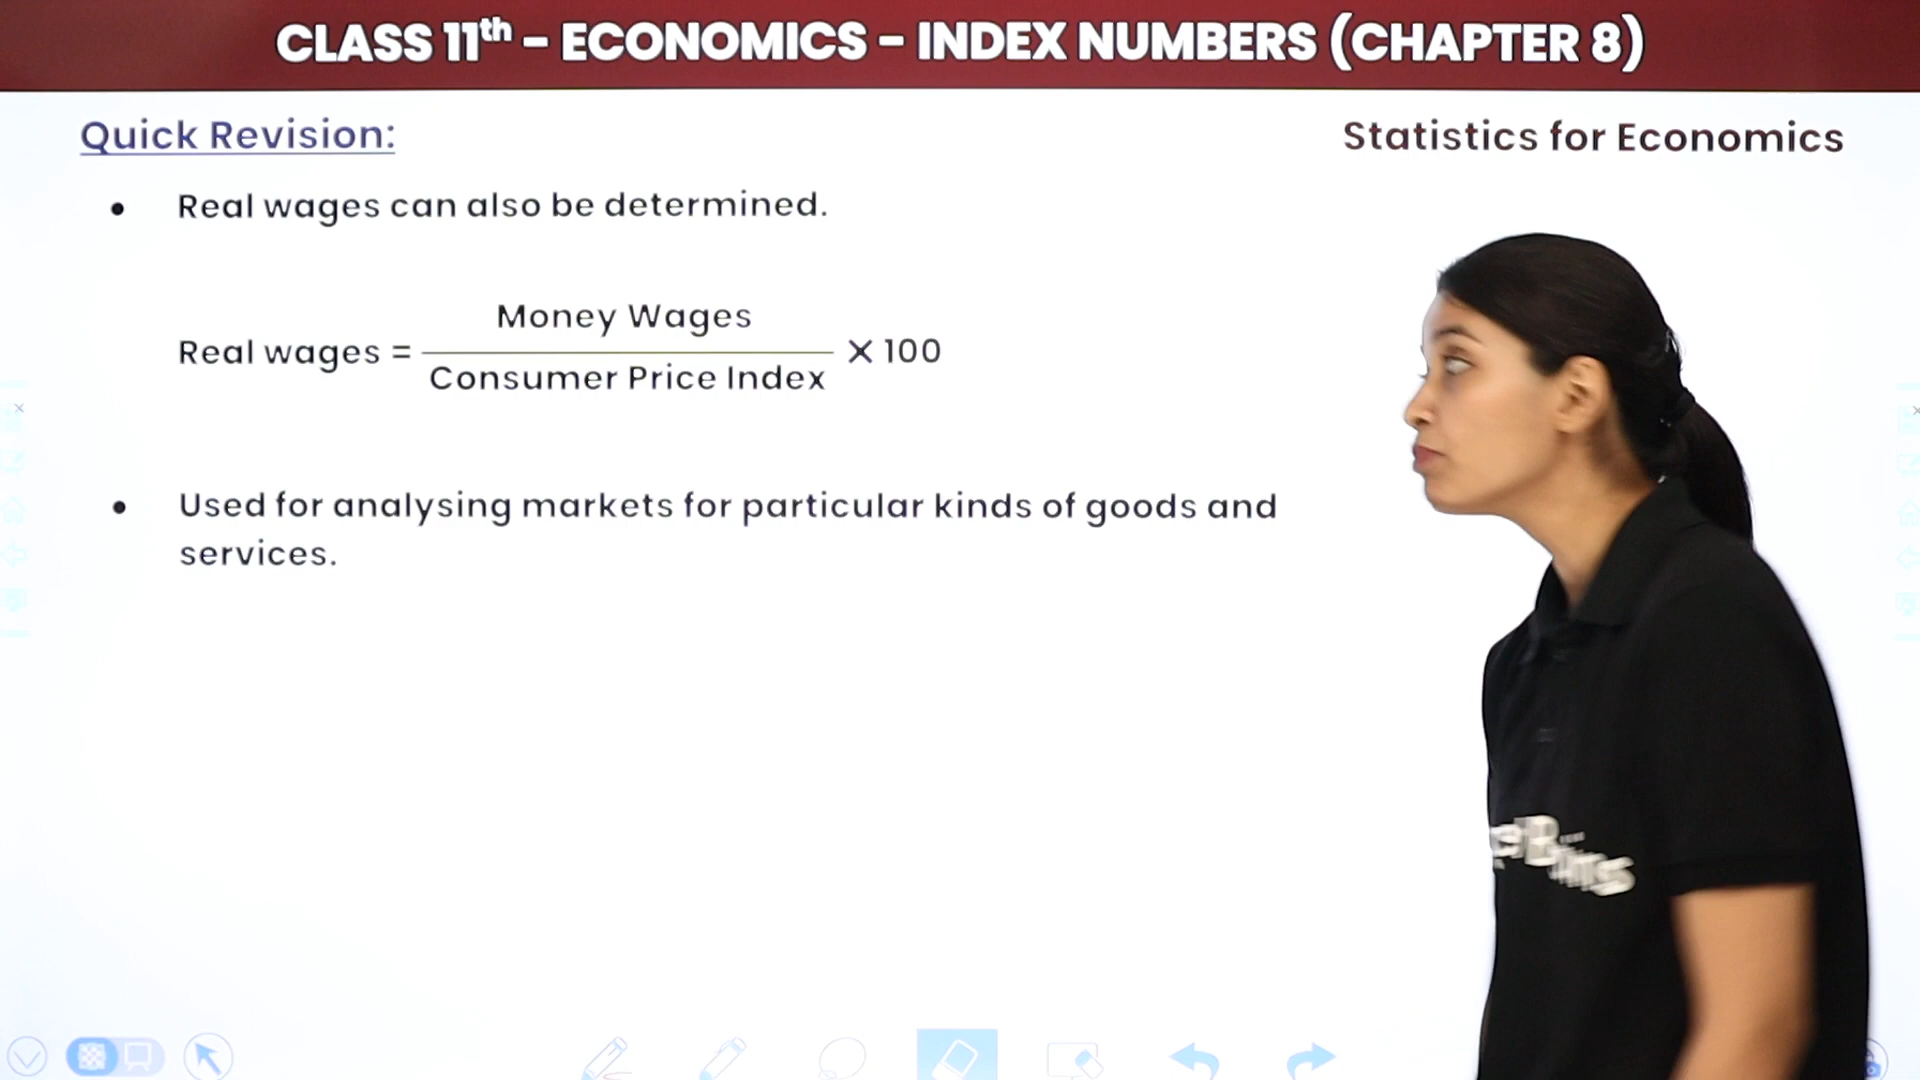 CLASS 11th - ECONOMICS - INDEX NUMBERS (CHAPTER 8)
Quick Revision:
Statistics for Economics
• Real wages can also be determined.
Real wages = Money Wages / Consumer Price Index × 100
• Used for analysing markets for particular kinds of goods and
services.